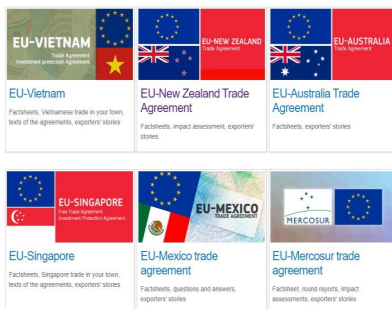 EU-VIETNAM
Trade Agreement
Investment protection Agreement
EU-Vietnam
Factsheets, Vietnamese trade in your town,
texts of the agreements, exporters' stories
EU-NEW ZEALAND
Trade Agreement
EU-New Zealand Trade
Agreement
Factsheets, impact assessment, exporters'
stories
EU-AUSTRALIA
Trade Agreement
EU-Australia Trade
Agreement
Factsheets, exporters' stories
EU-SINGAPORE
Free Trade Agreement
Investment Protection Agreement
EU-Singapore
Factsheets, Singapore trade in your town,
texts of the agreements, exporters' stories
EU-MEXICO
TRADE AGREEMENT
EU-Mexico trade
agreement
Factsheets, questions and answers,
exporters' stories
MERCOSUR
EU-Mercosur trade
agreement
Factsheet, round reports, impact
assessments, exporters' stories